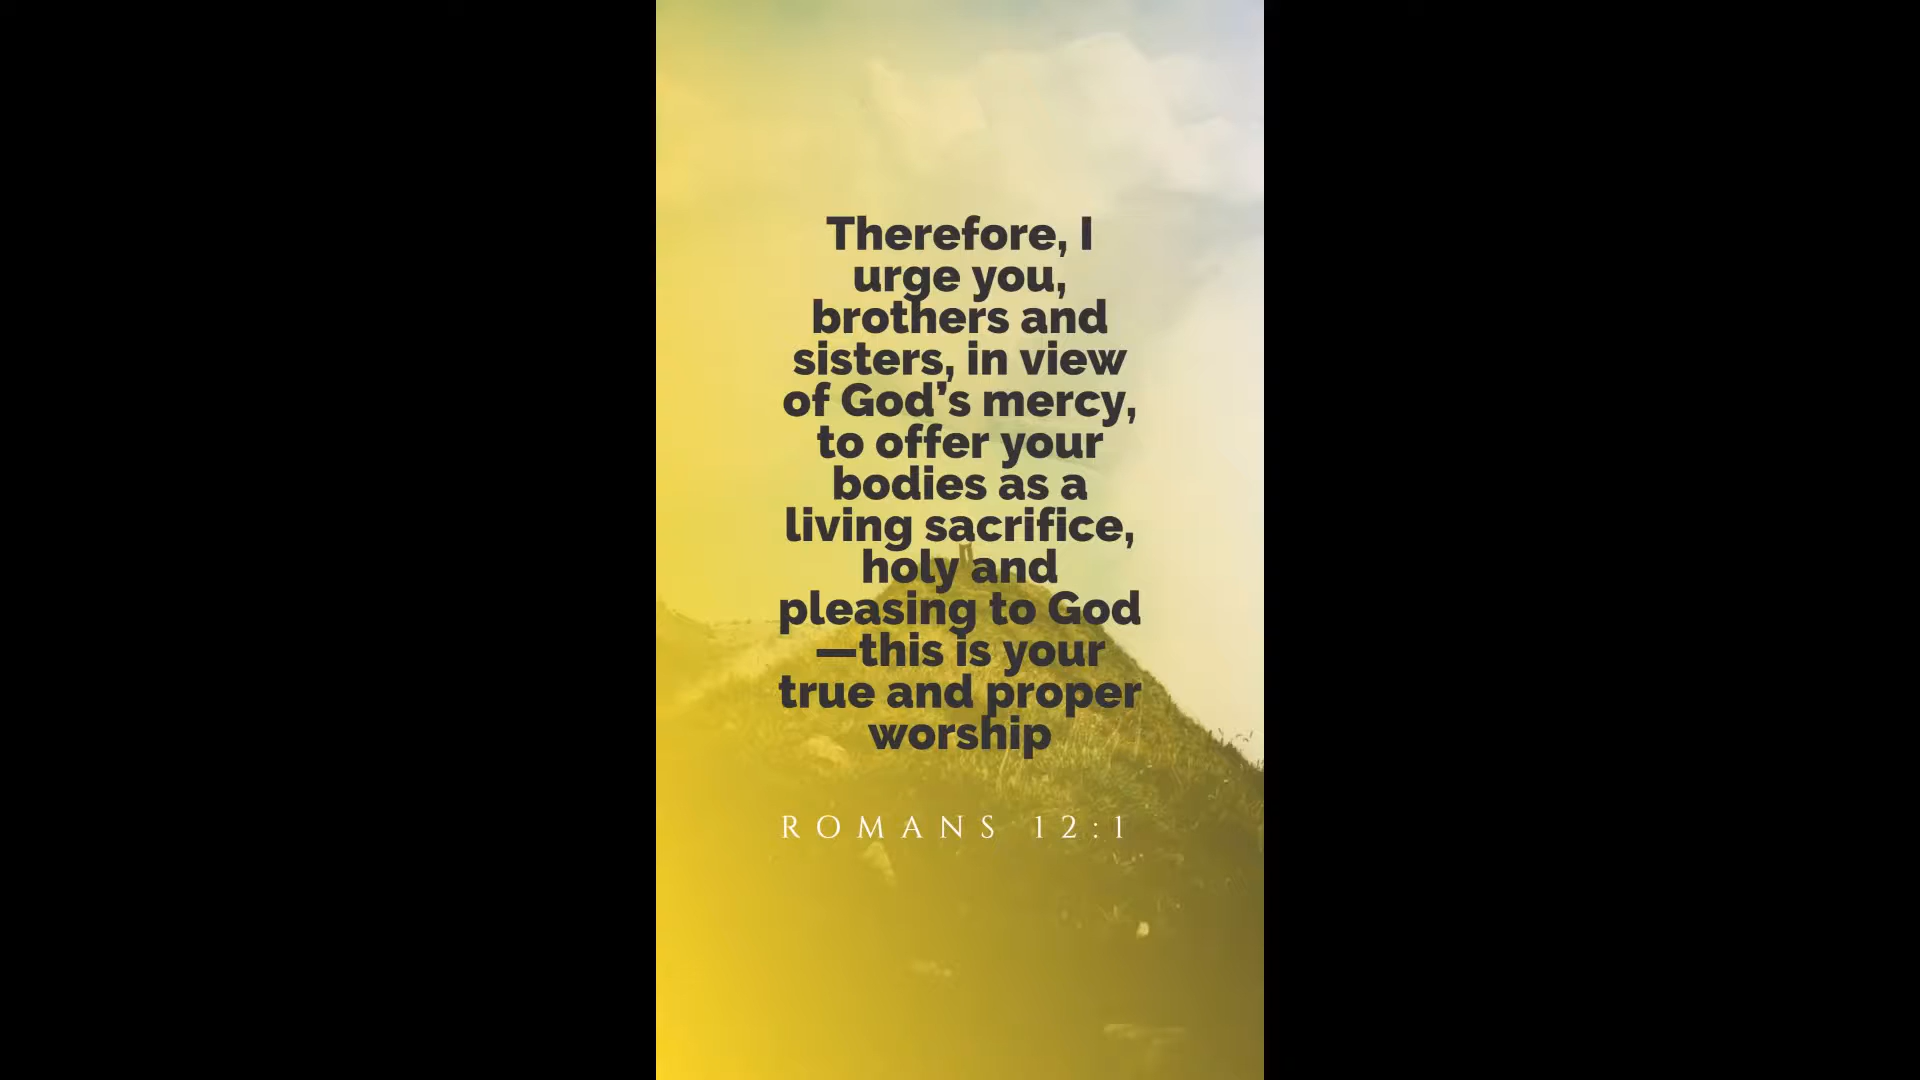 Therefore, I
urge you,
brothers and
sisters, in view
of God’s mercy,
to offer your
bodies as a
living sacrifice,
holy and
pleasing to God
—this is your
true and proper
worship
ROMANS 12:1